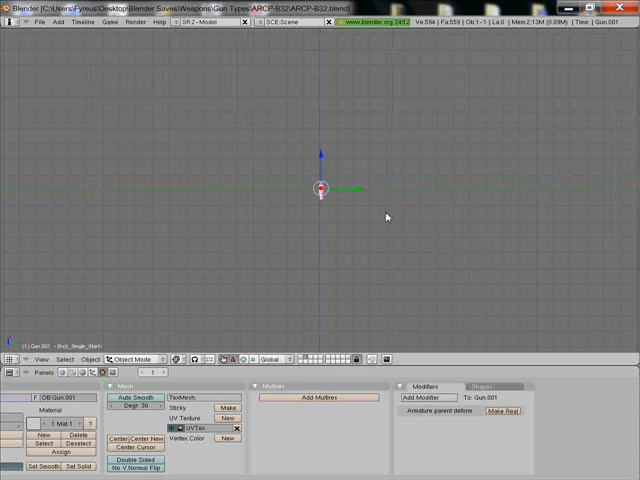 Blender [C:\Users\Fyreus\Desktop\Blender Saves\Weapons\Gun Types\ARCP-B32\ARCP-B32.blend]
File Add Timeline Game Render Help SR:2-Model SCE:Scene www.blender.org 249.2 Ve:594 | Fa:559 | Ob:1-1 | La:0 | Mem:2.13M (0.09M) | Time: | Gun.001
(1) Gun.001 <Shot_Single_Start>
View Select Object Object Mode Global
Panels 1
Mesh Multires Modifiers Shapes
F OB:Gun.001 Auto Smooth TexMesh: Add Multires Add Modifier To: Gun.001
Material Degr: 30 Sticky Make Armature parent deform Make Real
1 Mat 1 ? UV Texture New
New Delete UVTex
Select Deselect Center Center New Vertex Color New
Assign Center Cursor
Set Smooth Set Solid Double Sided
No V.Normal Flip